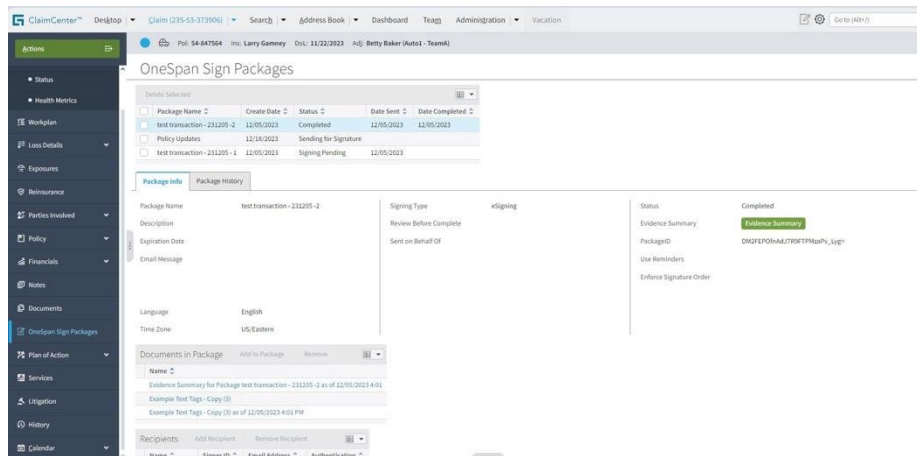 ClaimCenter™ Desktop Claim (235-53-373906) Search Address Book Dashboard Team Administration Vacation Go to (Alt+/)
Pol: 54-847564 Ins: Larry Gamney DoL: 11/22/2023 Adj: Betty Baker (Auto1 - TeamA)
Actions
Status
Health Metrics
Workplan
Loss Details
Exposures
Reinsurance
Parties Involved
Policy
Financials
Notes
Documents
OneSpan Sign Packages
Plan of Action
Services
Litigation
History
Calendar
OneSpan Sign Packages
Delete Selected
Package Name Create Date Status Date Sent Date Completed
test transaction - 231205 -2 12/05/2023 Completed 12/05/2023 12/05/2023
Policy Updates 12/18/2023 Sending for Signature
test transaction - 231205 - 1 12/05/2023 Signing Pending 12/05/2023
Package Info Package History
Package Name test transaction - 231205 -2 Signing Type eSigning Status Completed
Description Review Before Complete Evidence Summary Evidence Summary
Expiration Date Sent on Behalf Of PackageID
Email Message Use Reminders
Enforce Signature Order
Language English
Time Zone US/Eastern
Documents in Package Add to Package Remove
Name
Evidence Summary for Package test transaction - 231205 -2 as of 12/05/2023 4:01
Example Text Tags - Copy (3)
Example Text Tags - Copy (3) as of 12/05/2023 4:01 PM
Recipients Add Recipient Remove Recipient
Name Signer ID Email Address Authentication